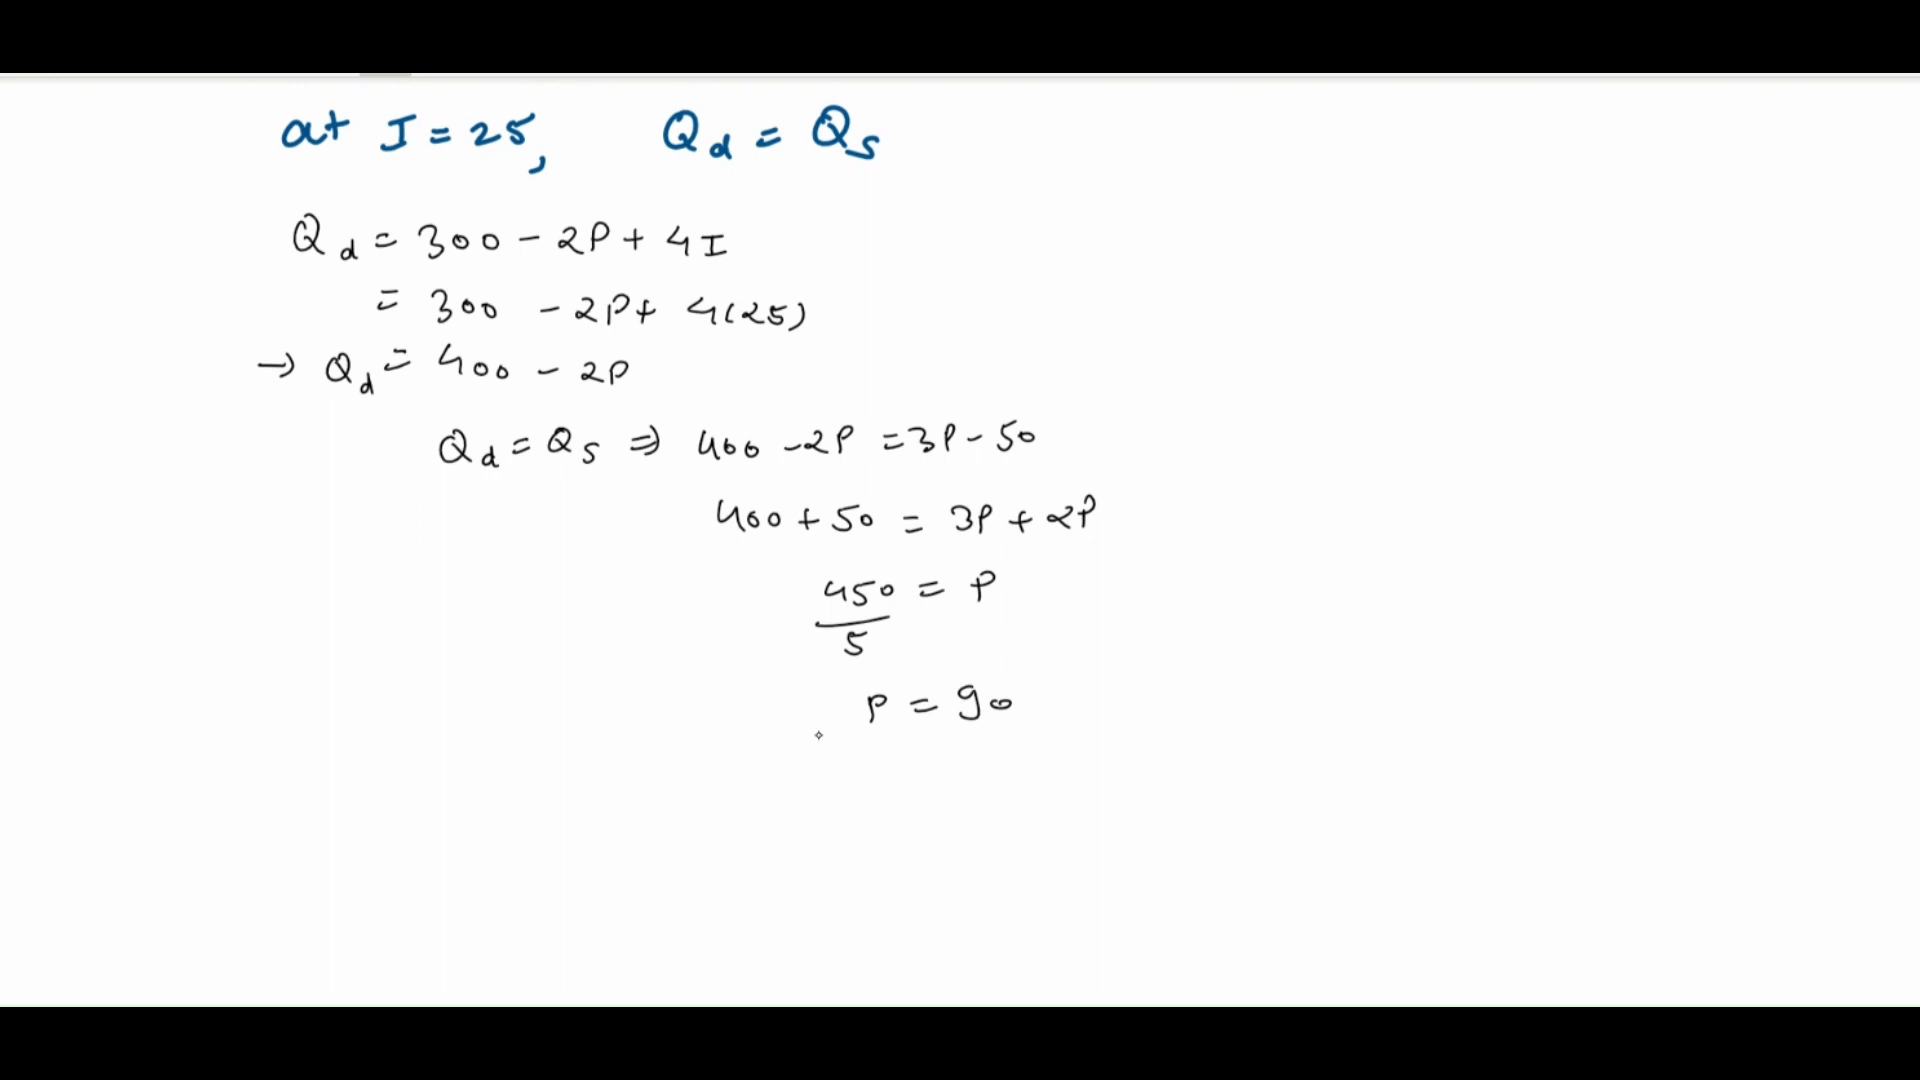 at I = 25, Qd = Qs
Qd = 300 - 2P + 4I
= 300 - 2P + 4(25)
→ Qd = 400 - 2P
Qd = Qs ⇒ 400 - 2P = 3P - 50
400 + 50 = 3P + 2P
450/5 = P
P = 90